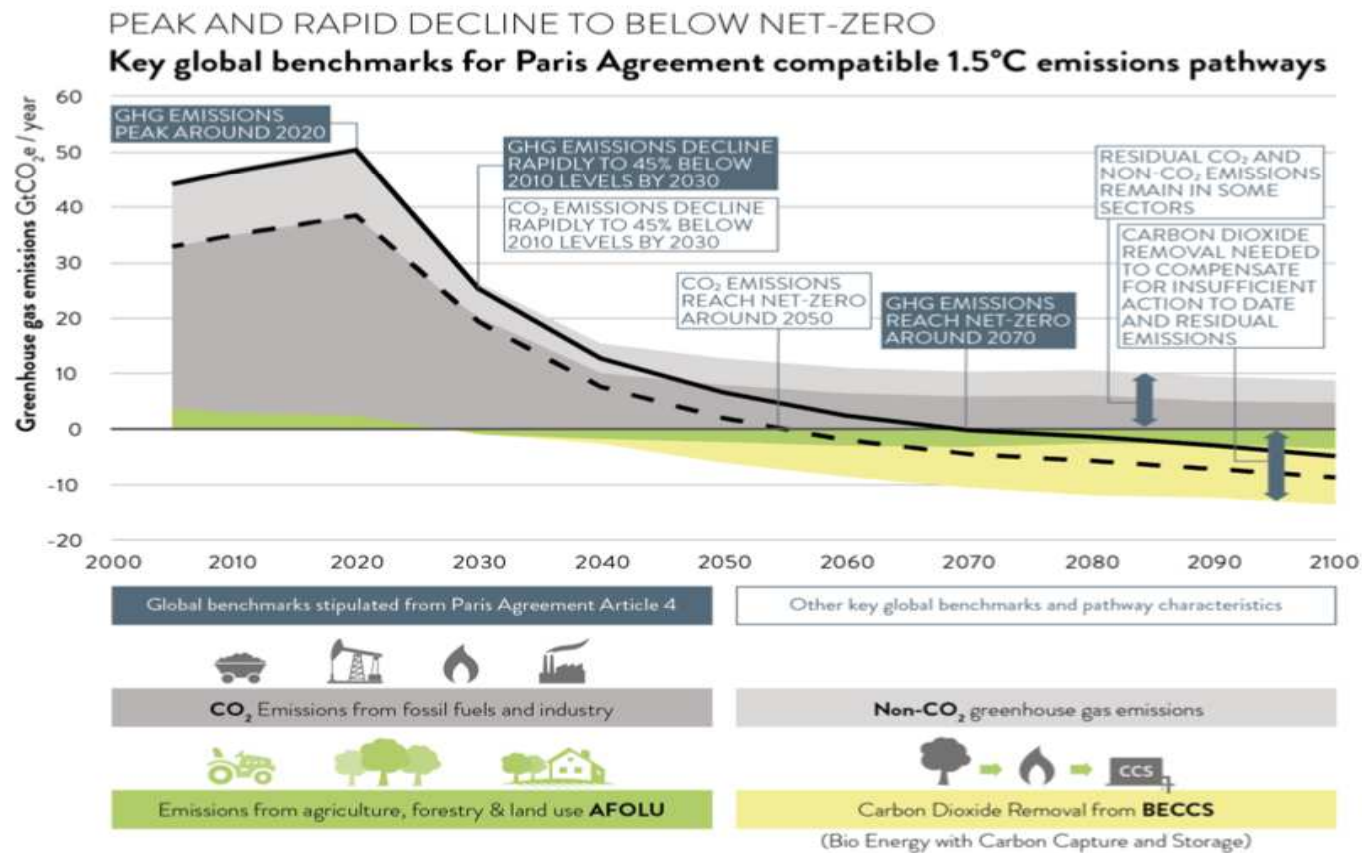 PEAK AND RAPID DECLINE TO BELOW NET-ZERO
Key global benchmarks for Paris Agreement compatible 1.5°C emissions pathways
Greenhouse gas emissions GtCO₂e / year
60
50
40
30
20
10
0
-10
-20
GHG EMISSIONS
PEAK AROUND 2020
GHG EMISSIONS DECLINE
RAPIDLY TO 45% BELOW
2010 LEVELS BY 2030
CO₂ EMISSIONS DECLINE
RAPIDLY TO 45% BELOW
2010 LEVELS BY 2030
CO₂ EMISSIONS
REACH NET-ZERO
AROUND 2050
GHG EMISSIONS
REACH NET-ZERO
AROUND 2070
RESIDUAL CO₂ AND
NON-CO₂ EMISSIONS
REMAIN IN SOME
SECTORS
CARBON DIOXIDE
REMOVAL NEEDED
TO COMPENSATE
FOR INSUFFICIENT
ACTION TO DATE
AND RESIDUAL
EMISSIONS
2000 2010 2020 2030 2040 2050 2060 2070 2080 2090 2100
Global benchmarks stipulated from Paris Agreement Article 4
Other key global benchmarks and pathway characteristics
CO₂ Emissions from fossil fuels and industry
Non-CO₂ greenhouse gas emissions
CCS
Emissions from agriculture, forestry & land use AFOLU
Carbon Dioxide Removal from BECCS
(Bio Energy with Carbon Capture and Storage)